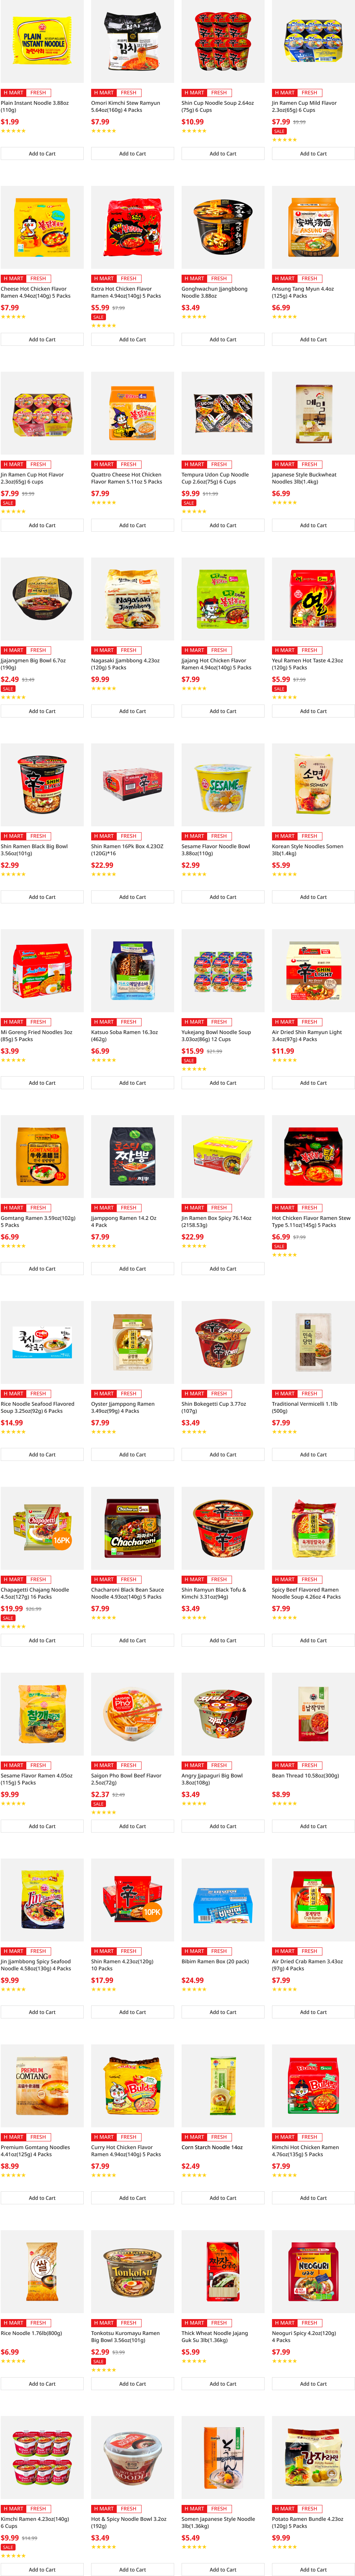 H MART FRESH
Plain Instant Noodle 3.88oz
(110g)
$1.99
Add to Cart
H MART FRESH
Omori Kimchi Stew Ramyun
5.64oz(160g) 4 Packs
$7.99
Add to Cart
H MART FRESH
Shin Cup Noodle Soup 2.64oz
(75g) 6 Cups
$10.99
Add to Cart
H MART FRESH
Jin Ramen Cup Mild Flavor
2.3oz(65g) 6 Cups
$7.99 $9.99
SALE
Add to Cart
H MART FRESH
Cheese Hot Chicken Flavor
Ramen 4.94oz(140g) 5 Packs
$7.99
Add to Cart
H MART FRESH
Extra Hot Chicken Flavor
Ramen 4.94oz(140g) 5 Packs
$5.99 $7.99
SALE
Add to Cart
H MART FRESH
Gonghwachun Jjangbbong
Noodle 3.88oz
$3.49
Add to Cart
H MART FRESH
Ansung Tang Myun 4.4oz
(125g) 4 Packs
$6.99
Add to Cart
H MART FRESH
Jin Ramen Cup Hot Flavor
2.3oz(65g) 6 cups
$7.99 $9.99
SALE
Add to Cart
H MART FRESH
Quattro Cheese Hot Chicken
Flavor Ramen 5.11oz 5 Packs
$7.99
Add to Cart
H MART FRESH
Tempura Udon Cup Noodle
Cup 2.6oz(75g) 6 Cups
$9.99 $11.99
SALE
Add to Cart
H MART FRESH
Japanese Style Buckwheat
Noodles 3lb(1.4kg)
$6.99
Add to Cart
H MART FRESH
Jjajangmen Big Bowl 6.7oz
(190g)
$2.49 $3.49
SALE
Add to Cart
H MART FRESH
Nagasaki Jjambbong 4.23oz
(120g) 5 Packs
$9.99
Add to Cart
H MART FRESH
Jjajang Hot Chicken Flavor
Ramen 4.94oz(140g) 5 Packs
$7.99
Add to Cart
H MART FRESH
Yeul Ramen Hot Taste 4.23oz
(120g) 5 Packs
$5.99 $7.99
SALE
Add to Cart
H MART FRESH
Shin Ramen Black Big Bowl
3.56oz(101g)
$2.99
Add to Cart
H MART FRESH
Shin Ramen 16Pk Box 4.23OZ
(120G)*16
$22.99
Add to Cart
H MART FRESH
Sesame Flavor Noodle Bowl
3.88oz(110g)
$2.99
Add to Cart
H MART FRESH
Korean Style Noodles Somen
3lb(1.4kg)
$5.99
Add to Cart
H MART FRESH
Mi Goreng Fried Noodles 3oz
(85g) 5 Packs
$3.99
Add to Cart
H MART FRESH
Katsuo Soba Ramen 16.3oz
(462g)
$6.99
Add to Cart
H MART FRESH
Yukejang Bowl Noodle Soup
3.03oz(86g) 12 Cups
$15.99 $21.99
SALE
Add to Cart
H MART FRESH
Air Dried Shin Ramyun Light
3.4oz(97g) 4 Packs
$11.99
Add to Cart
H MART FRESH
Gomtang Ramen 3.59oz(102g)
5 Packs
$6.99
Add to Cart
H MART FRESH
Jjamppong Ramen 14.2 Oz
4 Pack
$7.99
Add to Cart
H MART FRESH
Jin Ramen Box Spicy 76.14oz
(2158.53g)
$22.99
Add to Cart
H MART FRESH
Hot Chicken Flavor Ramen Stew
Type 5.11oz(145g) 5 Packs
$6.99 $7.99
SALE
H MART FRESH
Rice Noodle Seafood Flavored
Soup 3.25oz(92g) 6 Packs
$14.99
Add to Cart
H MART FRESH
Oyster Jjamppong Ramen
3.49oz(99g) 4 Packs
$7.99
Add to Cart
H MART FRESH
Shin Bokegetti Cup 3.77oz
(107g)
$3.49
Add to Cart
H MART FRESH
Traditional Vermicelli 1.1lb
(500g)
$7.99
Add to Cart
16PK
H MART FRESH
Chapagetti Chajang Noodle
4.5oz(127g) 16 Packs
$19.99 $20.99
SALE
Add to Cart
H MART FRESH
Chacharoni Black Bean Sauce
Noodle 4.93oz(140g) 5 Packs
$7.99
Add to Cart
H MART FRESH
Shin Ramyun Black Tofu &
Kimchi 3.31oz(94g)
$3.49
Add to Cart
H MART FRESH
Spicy Beef Flavored Ramen
Noodle Soup 4.26oz 4 Packs
$7.99
Add to Cart
H MART FRESH
Sesame Flavor Ramen 4.05oz
(115g) 5 Packs
$9.99
Add to Cart
H MART FRESH
Saigon Pho Bowl Beef Flavor
2.5oz(72g)
$2.37 $2.49
SALE
Add to Cart
H MART FRESH
Angry Jjapaguri Big Bowl
3.8oz(108g)
$3.49
Add to Cart
H MART FRESH
Bean Thread 10.58oz(300g)
$8.99
Add to Cart
H MART FRESH
Jin Jjambbong Spicy Seafood
Noodle 4.58oz(130g) 4 Packs
$9.99
Add to Cart
10PK
H MART FRESH
Shin Ramen 4.23oz(120g)
10 Packs
$17.99
Add to Cart
H MART FRESH
Bibim Ramen Box (20 pack)
$24.99
Add to Cart
H MART FRESH
Air Dried Crab Ramen 3.43oz
(97g) 4 Packs
$7.99
Add to Cart
H MART FRESH
Premium Gomtang Noodles
4.41oz(125g) 4 Packs
$8.99
Add to Cart
H MART FRESH
Curry Hot Chicken Flavor
Ramen 4.94oz(140g) 5 Packs
$7.99
Add to Cart
H MART FRESH
Corn Starch Noodle 14oz
$2.49
Add to Cart
H MART FRESH
Kimchi Hot Chicken Ramen
4.76oz(135g) 5 Packs
$7.99
Add to Cart
H MART FRESH
Rice Noodle 1.76lb(800g)
$6.99
Add to Cart
H MART FRESH
Tonkotsu Kuromayu Ramen
Big Bowl 3.56oz(101g)
$2.99 $3.99
SALE
Add to Cart
H MART FRESH
Thick Wheat Noodle Jajang
Guk Su 3lb(1.36kg)
$5.99
Add to Cart
H MART FRESH
Neoguri Spicy 4.2oz(120g)
4 Packs
$7.99
Add to Cart
H MART FRESH
Kimchi Ramen 4.23oz(140g)
6 Cups
$9.99 $14.99
SALE
Add to Cart
H MART FRESH
Hot & Spicy Noodle Bowl 3.2oz
(192g)
$3.49
Add to Cart
H MART FRESH
Somen Japanese Style Noodle
3lb(1.36kg)
$5.49
Add to Cart
H MART FRESH
Potato Ramen Bundle 4.23oz
(120g) 5 Packs
$9.99
Add to Cart